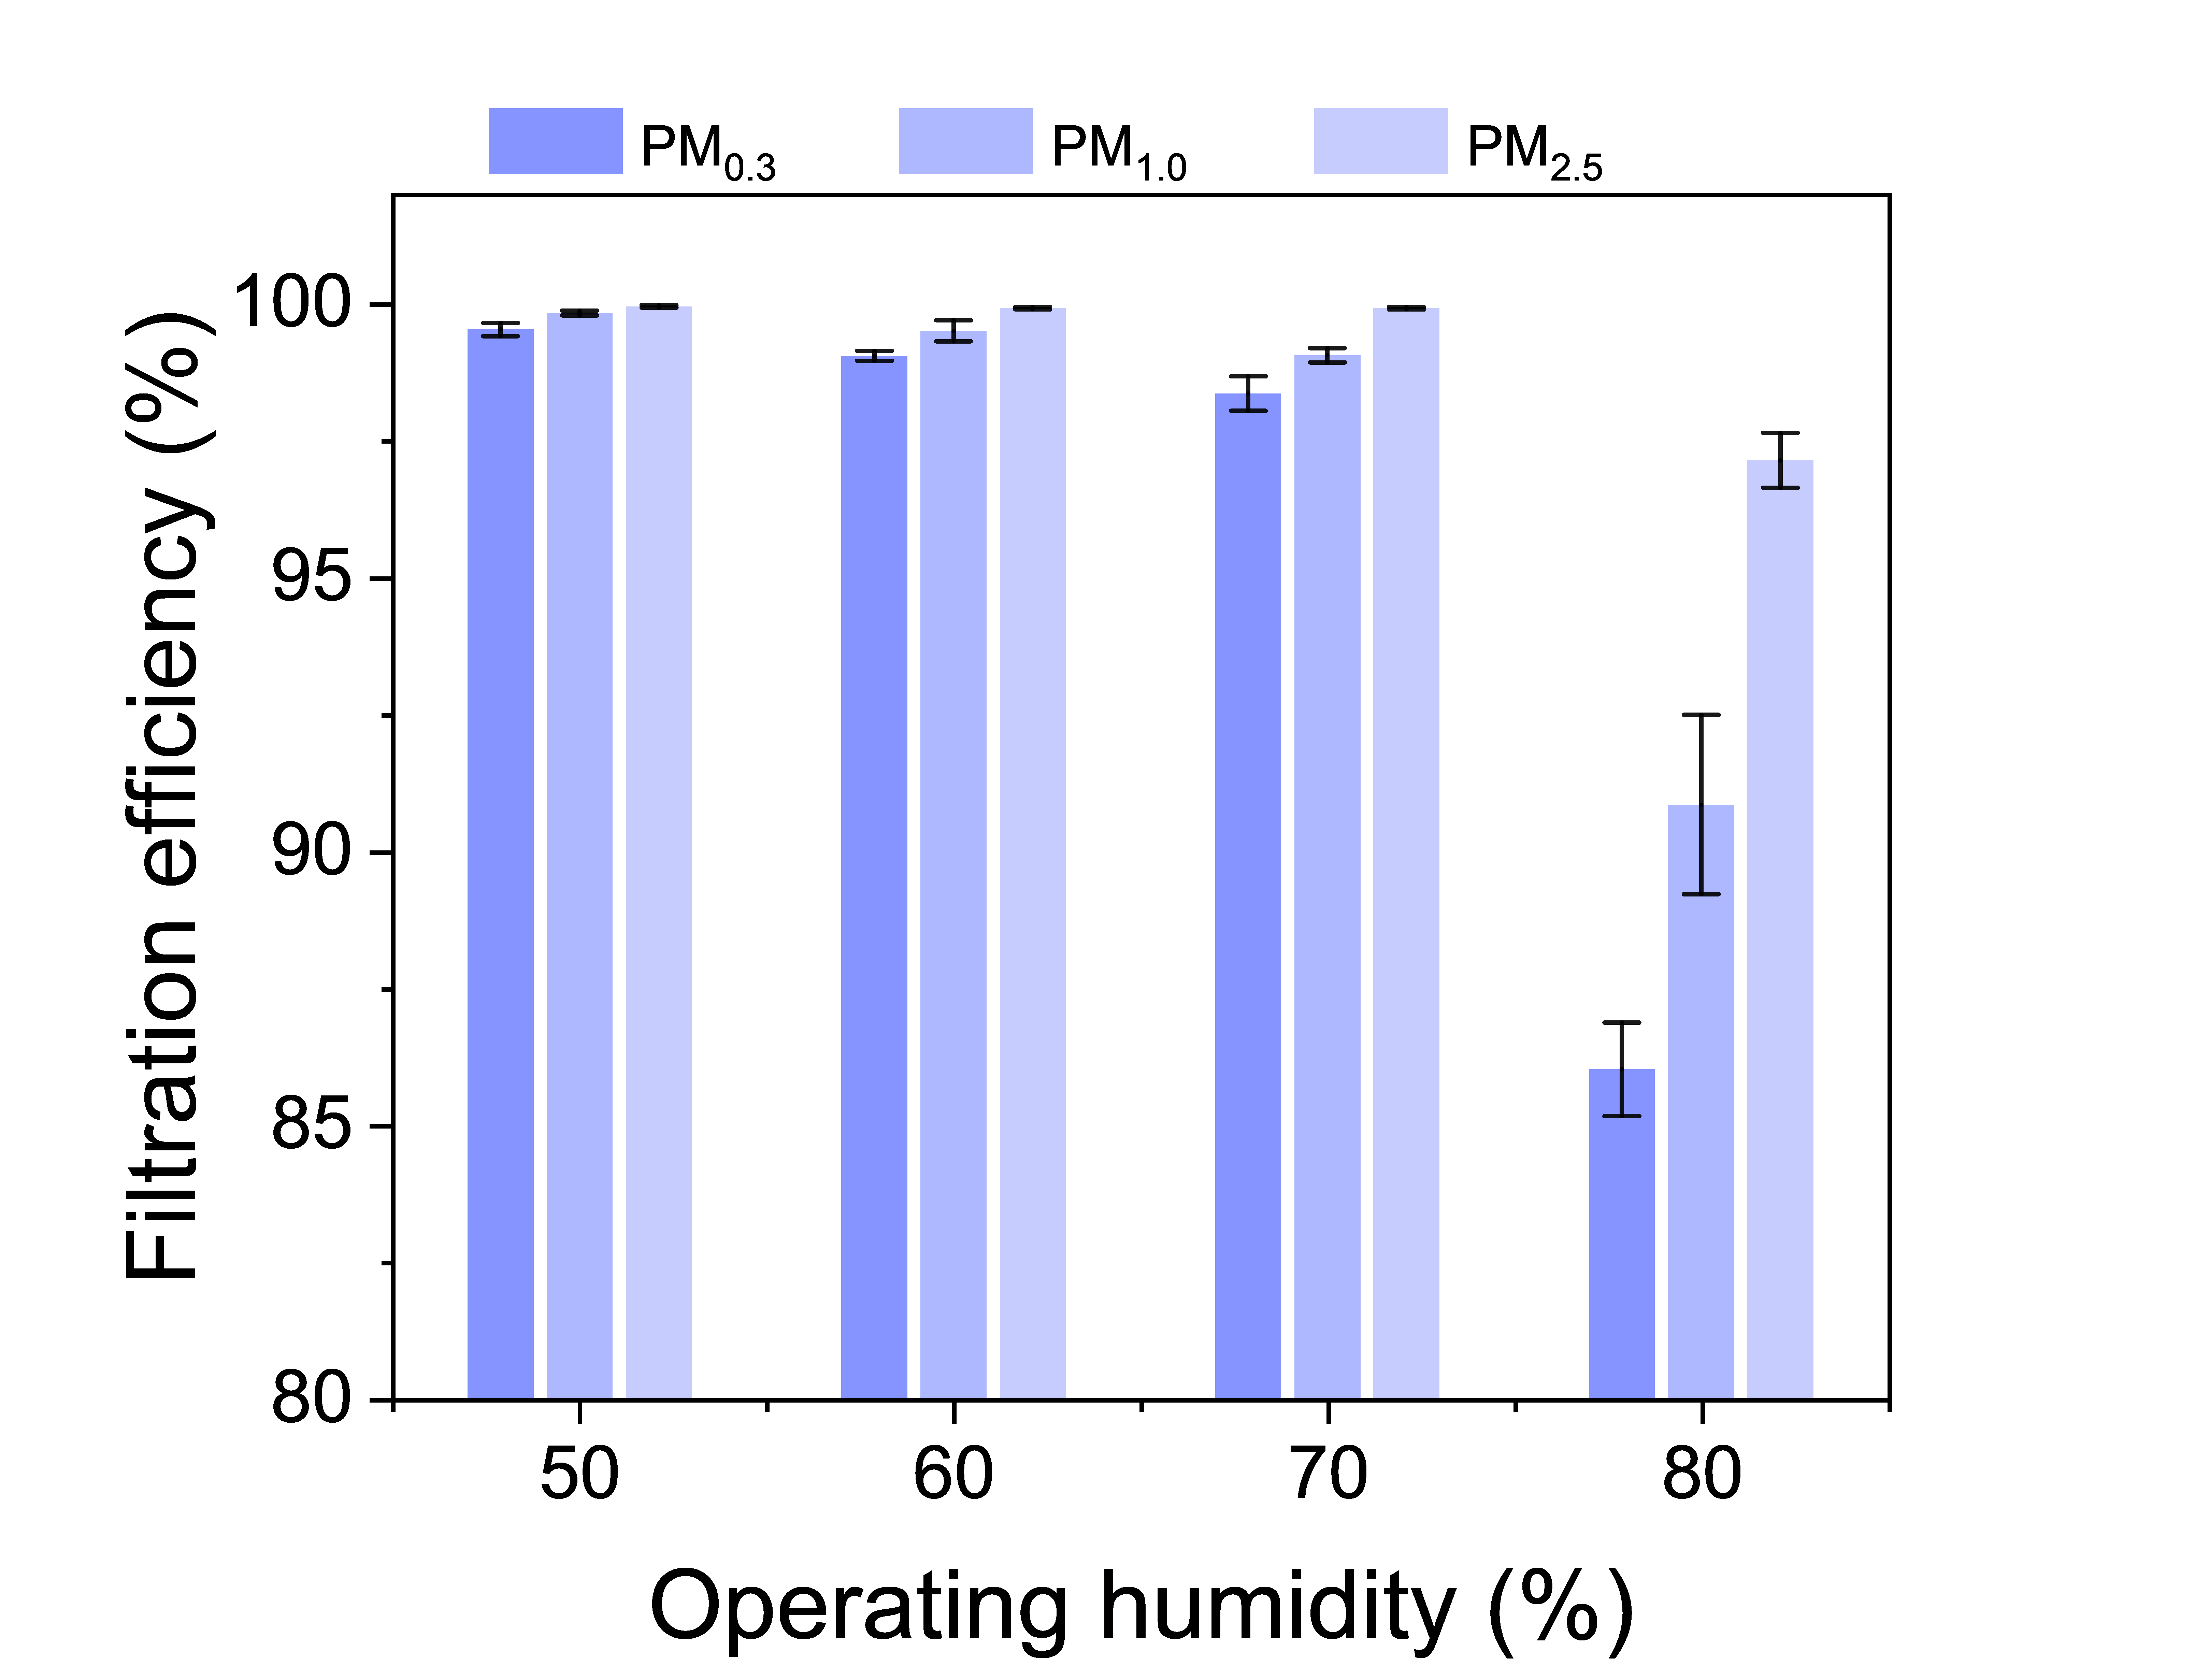 PM0.3 PM1.0 PM2.5
Filtration efficiency (%)
100
95
90
85
80
50 60 70 80
Operating humidity (%)